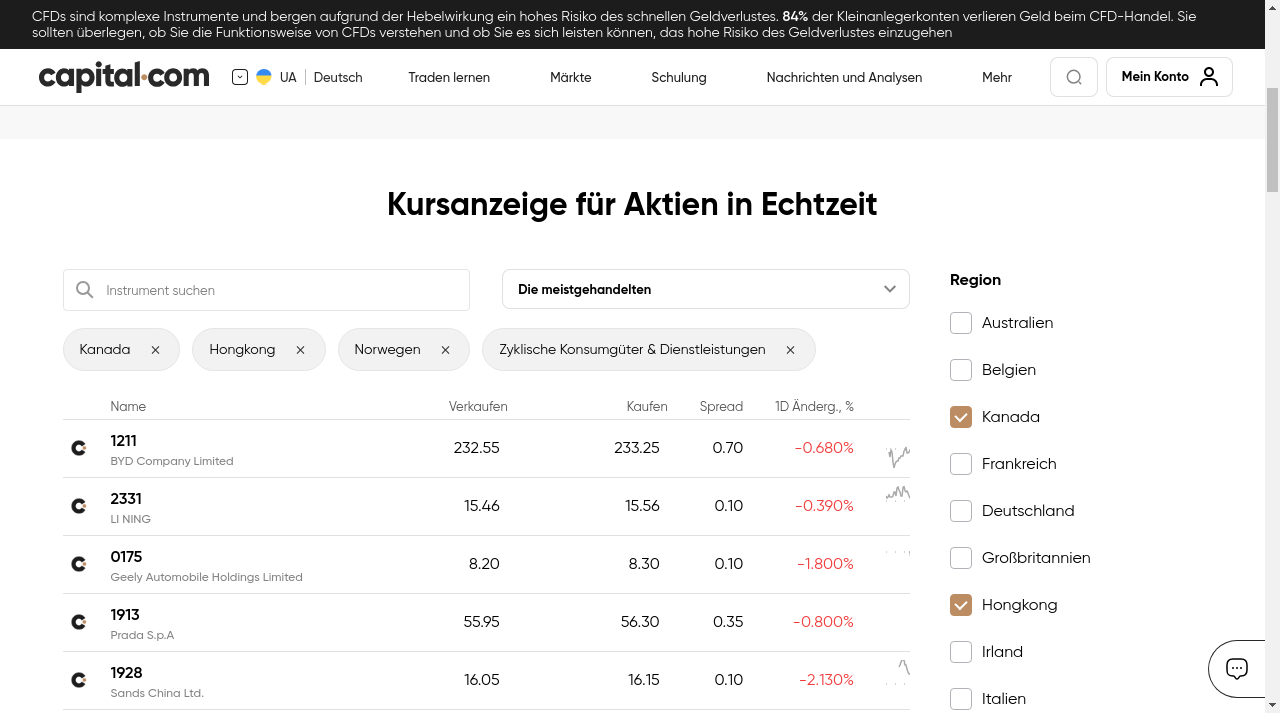 CFDs sind komplexe Instrumente und bergen aufgrund der Hebelwirkung ein hohes Risiko des schnellen Geldverlustes. 84% der Kleinanlegerkonten verlieren Geld beim CFD-Handel. Sie
sollten überlegen, ob Sie die Funktionsweise von CFDs verstehen und ob Sie es sich leisten können, das hohe Risiko des Geldverlustes einzugehen
capital.com UA Deutsch Traden lernen Märkte Schulung Nachrichten und Analysen Mehr Mein Konto
Kursanzeige für Aktien in Echtzeit
Instrument suchen
Die meistgehandelten
Kanada Hongkong Norwegen Zyklische Konsumgüter & Dienstleistungen
Name Verkaufen Kaufen Spread 1D Änderg., %
1211 232.55 233.25 0.70 -0.680%
BYD Company Limited
2331 15.46 15.56 0.10 -0.390%
LI NING
0175 8.20 8.30 0.10 -1.800%
Geely Automobile Holdings Limited
1913 55.95 56.30 0.35 -0.800%
Prada S.p.A
1928 16.05 16.15 0.10 -2.130%
Sands China Ltd.
Region
Australien
Belgien
Kanada
Frankreich
Deutschland
Großbritannien
Hongkong
Irland
Italien